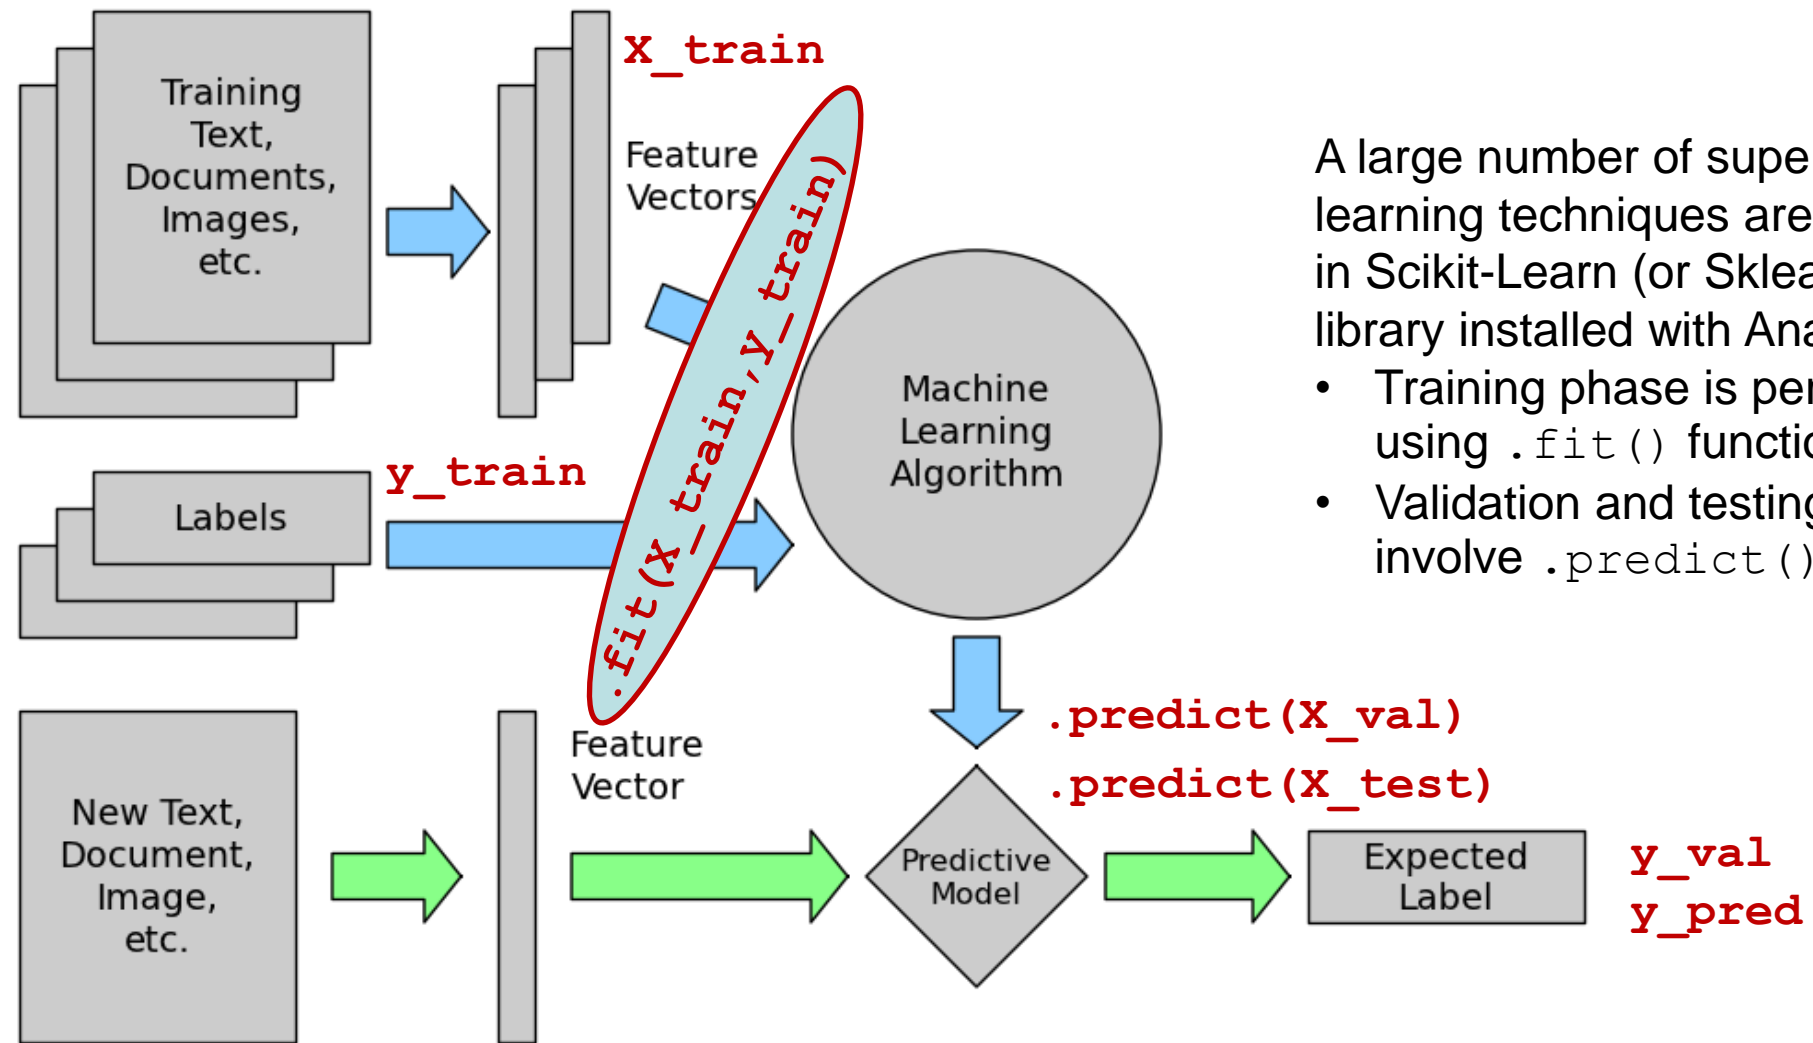 X_train
Training
Text,
Documents,
Images,
etc.
Feature
Vectors
.fit(X_train,y_train)
Machine
Learning
Algorithm
y_train
Labels
A large number of supe
learning techniques are
in Scikit-Learn (or Sklea
library installed with Ana
• Training phase is per
using .fit() functio
• Validation and testing
involve .predict()
.predict(X_val)
.predict(X_test)
Feature
Vector
New Text,
Document,
Image,
etc.
Predictive
Model
Expected
Label
y_val
y_pred